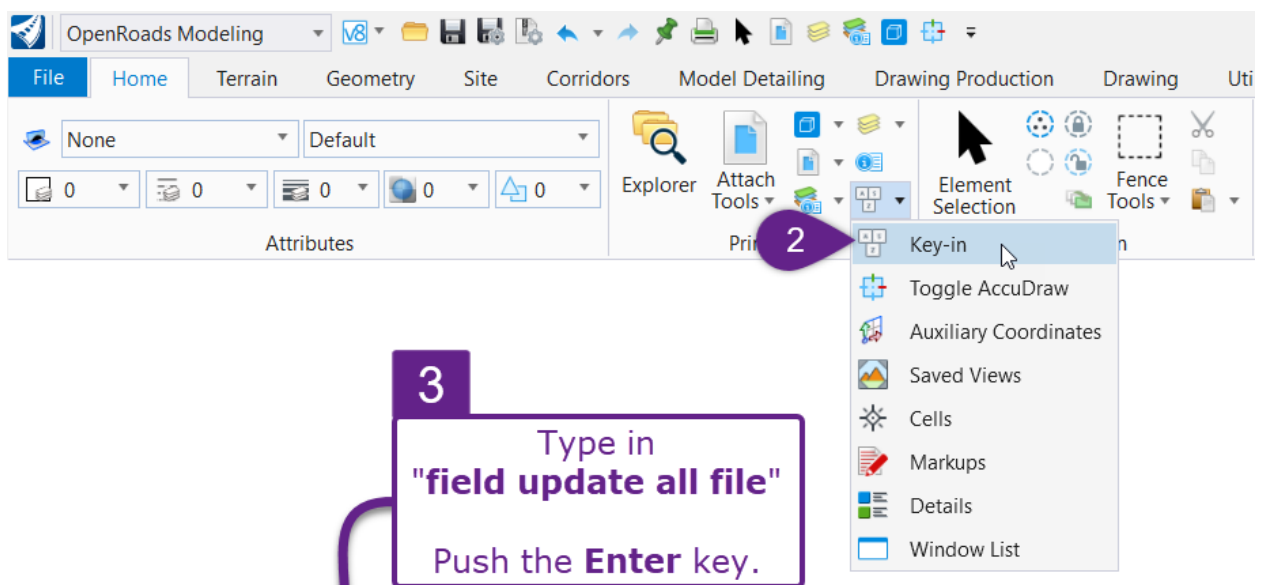 OpenRoads Modeling
V8
File Home Terrain Geometry Site Corridors Model Detailing Drawing Production Drawing Uti
None Default
0 0 0 0 0
Explorer
Attach
Tools
Element
Selection
Fence
Tools
Attributes
Pri
n
2
Key-in
Toggle AccuDraw
Auxiliary Coordinates
Saved Views
Cells
Markups
Details
Window List
3
Type in
"field update all file"
Push the Enter key.